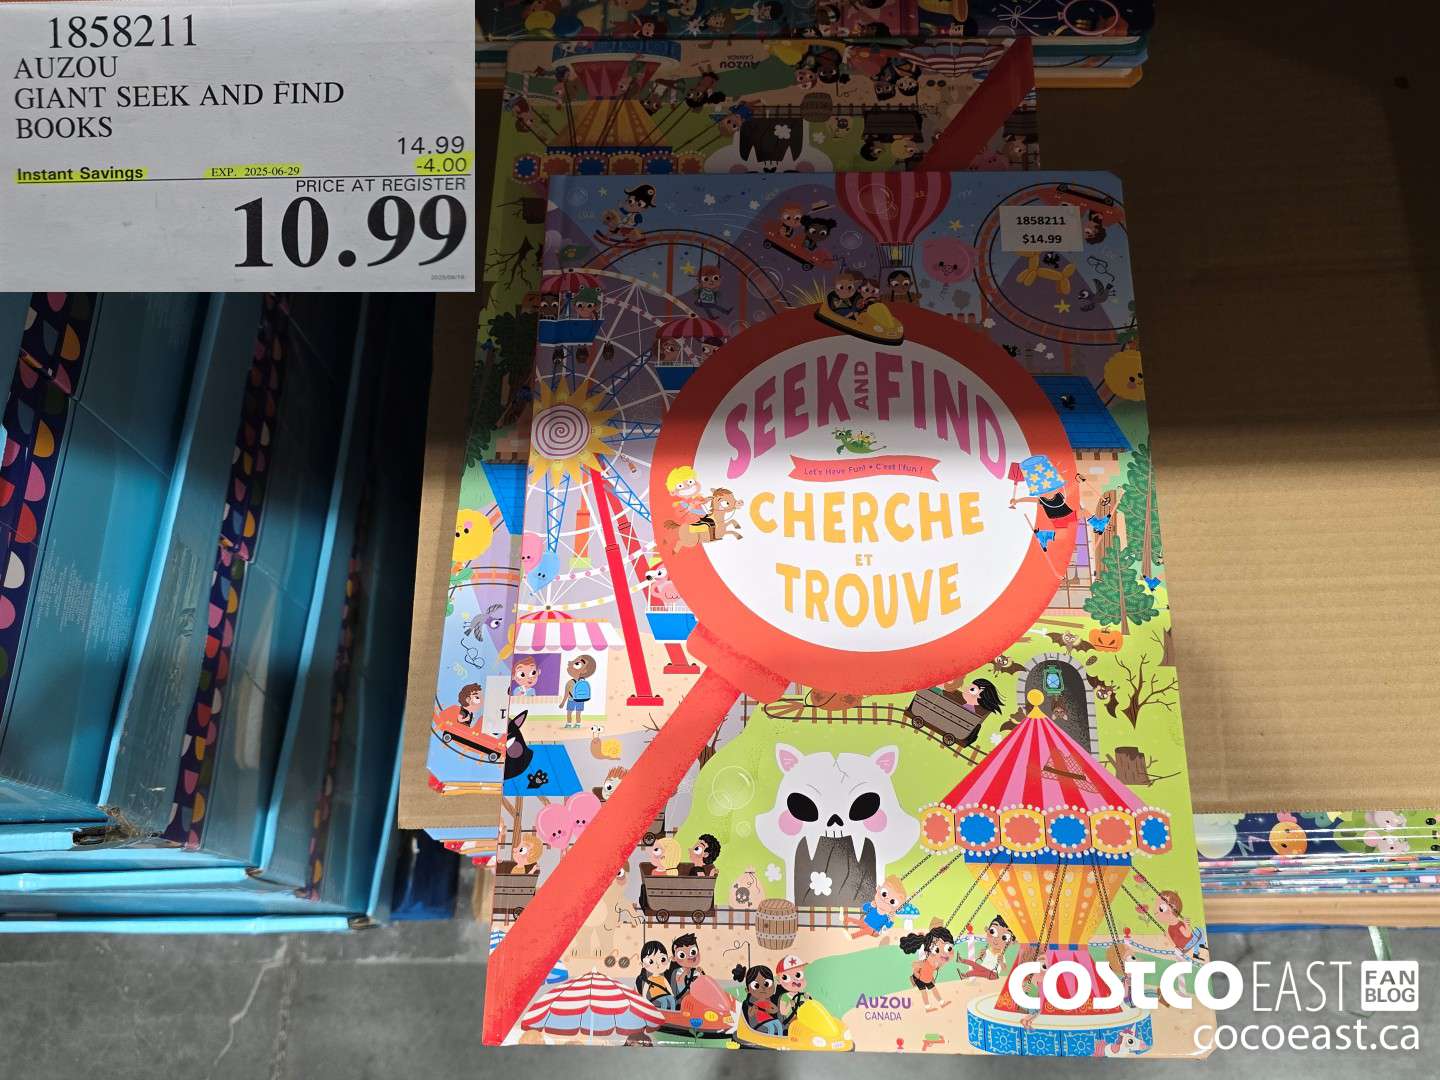 1858211
AUZOU
GIANT SEEK AND FIND
BOOKS
14.99
-4.00
Instant Savings EXP. 2025-06-29
PRICE AT REGISTER
10.99
AUZOU
CANADA
1858211
$14.99
SEEK AND FIND
Let's Have Fun! • C'est l'fun !
CHERCHE
ET
TROUVE
AUZOU
CANADA
COSTCO EAST FAN BLOG
cocoeast.ca